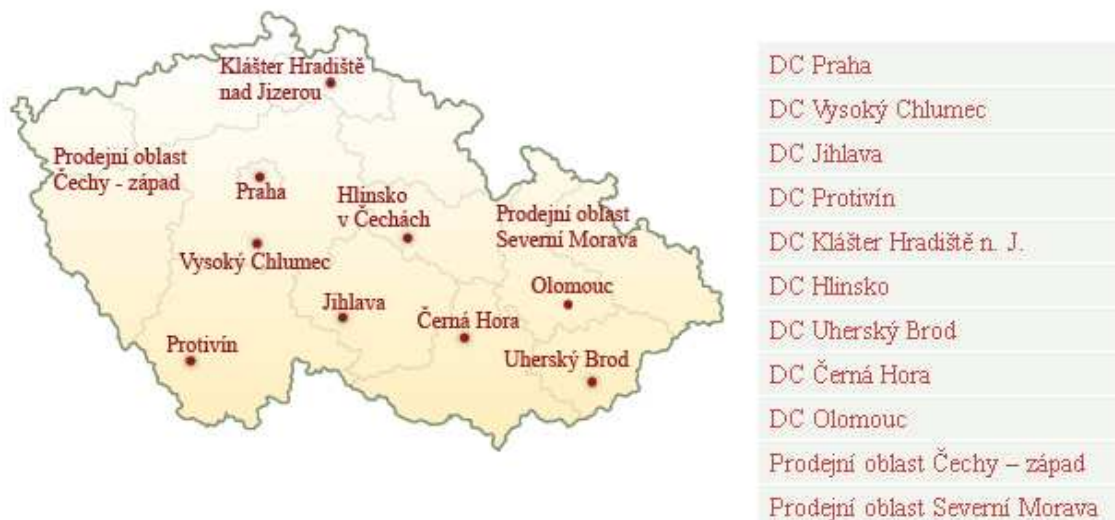 Klášter Hradiště
nad Jizerou
Prodejní oblast
Čechy - západ
Praha
Hlinsko
v Čechách
Prodejní oblast
Severní Morava
Vysoký Chlumec
Olomouc
Jihlava
Černá Hora
Protivín
Uherský Brod
DC Praha
DC Vysoký Chlumec
DC Jihlava
DC Protivín
DC Klášter Hradiště n. J.
DC Hlinsko
DC Uherský Brod
DC Černá Hora
DC Olomouc
Prodejní oblast Čechy – západ
Prodejní oblast Severní Morava